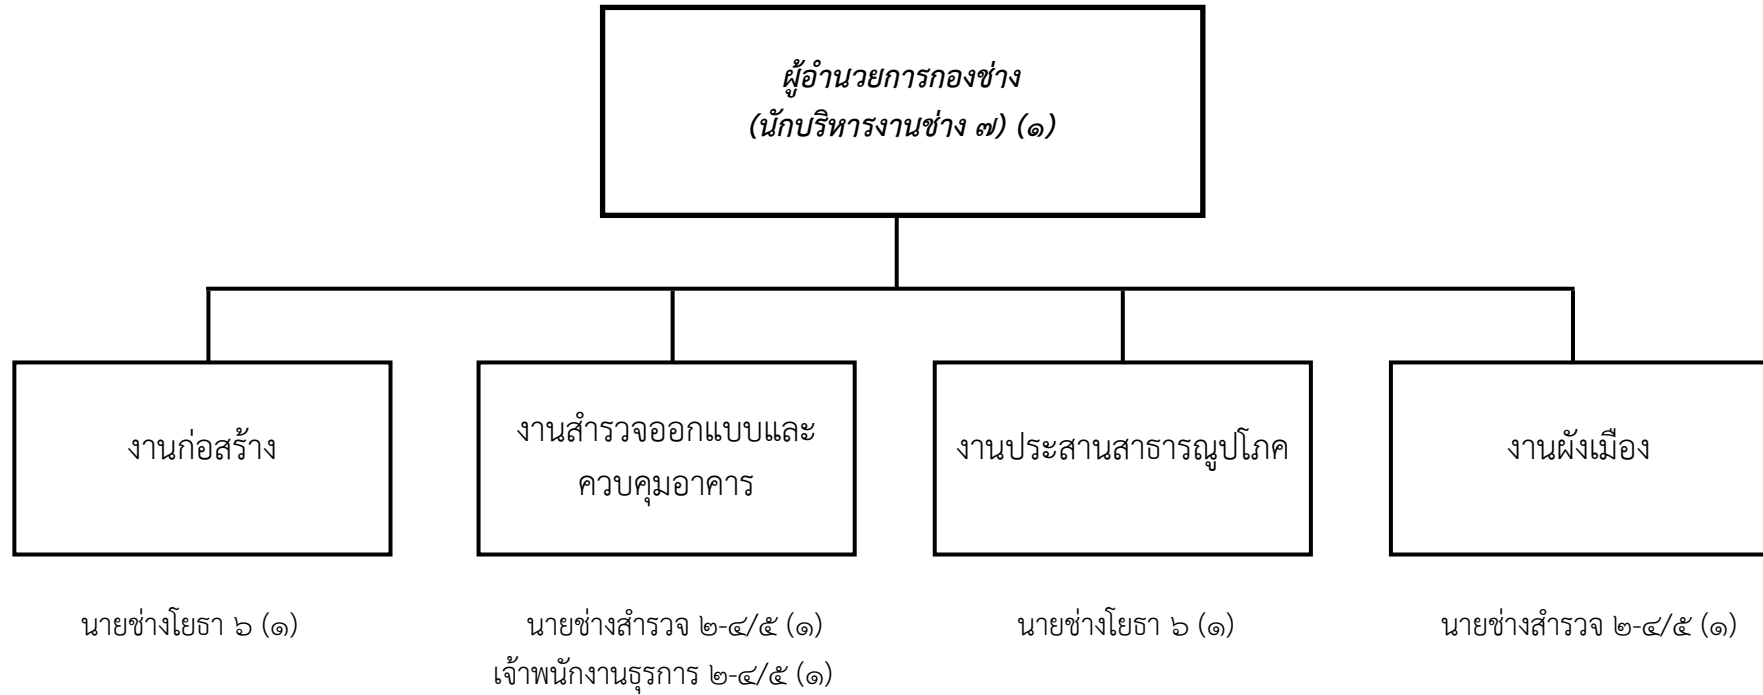 ผู้อำนวยการกองช่าง
(นักบริหารงานช่าง ๗) (๑)
งานก่อสร้าง
งานสำรวจออกแบบและ
ควบคุมอาคาร
งานประสานสาธารณูปโภค
งานผังเมือง
นายช่างโยธา ๖ (๑)
นายช่างสำรวจ ๒-๔/๕ (๑)
เจ้าพนักงานธุรการ ๒-๔/๕ (๑)
นายช่างโยธา ๖ (๑)
นายช่างสำรวจ ๒-๔/๕ (๑)